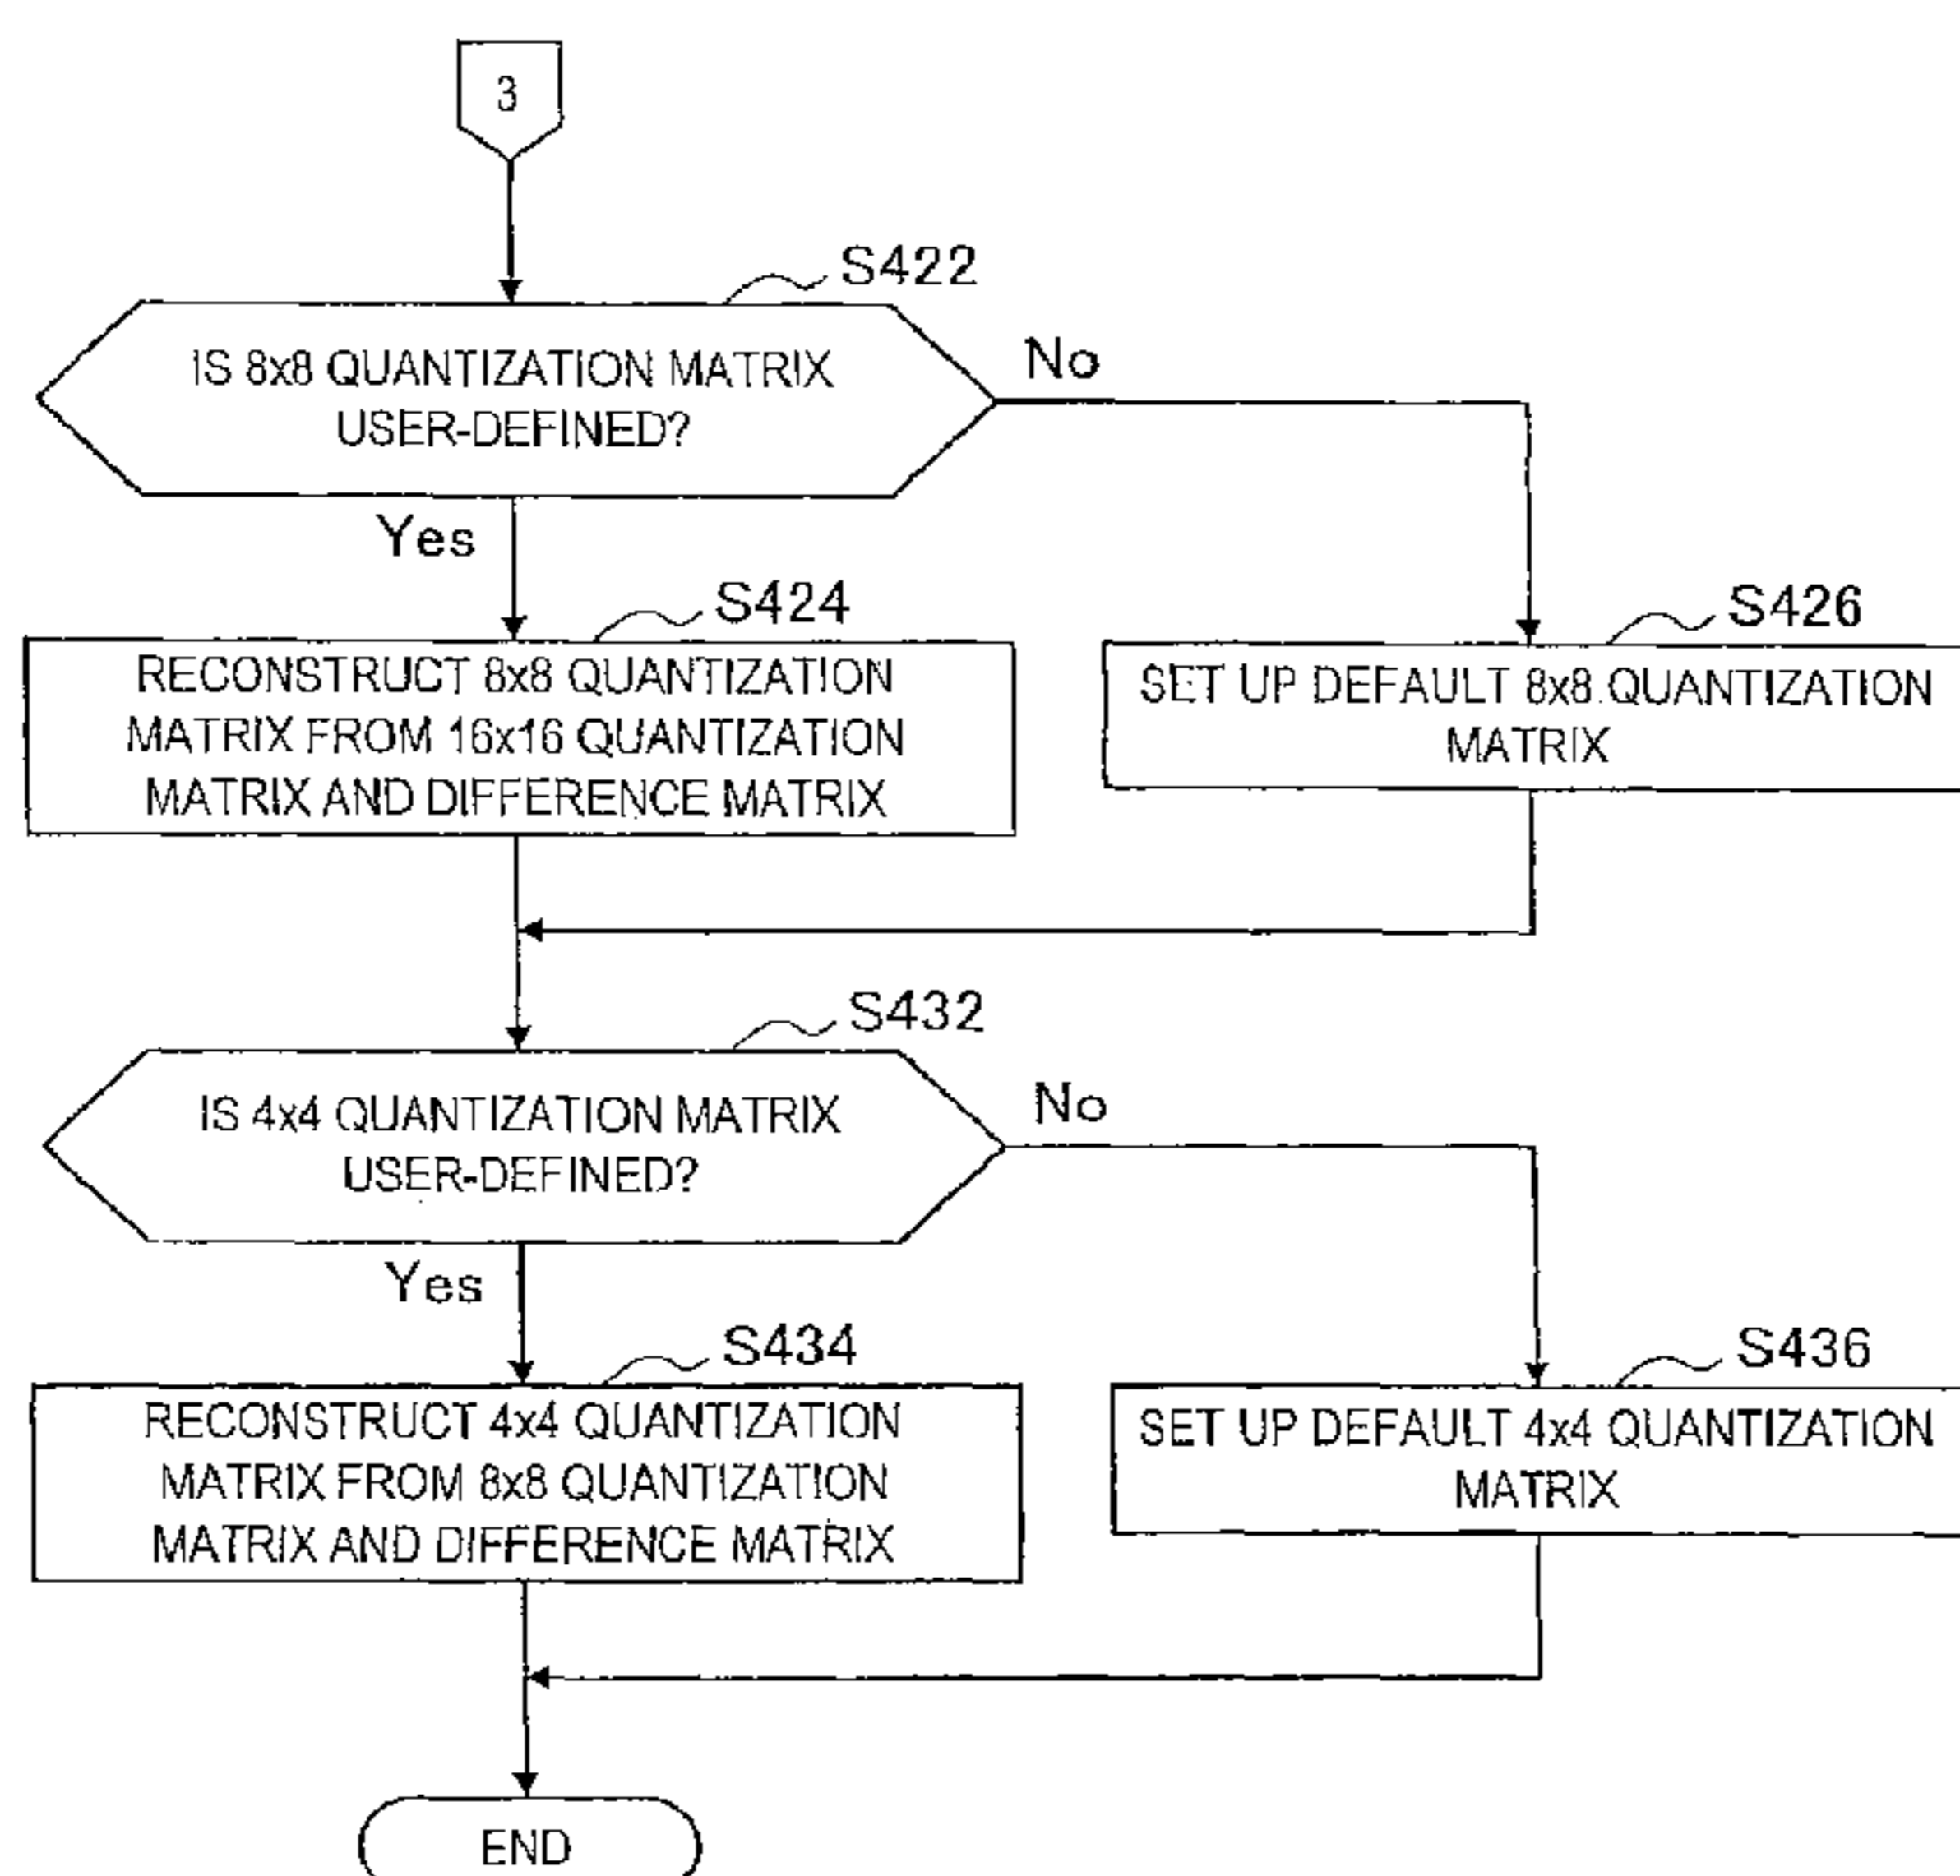 3
S422
IS 8x8 QUANTIZATION MATRIX
USER-DEFINED?
No
Yes
S424
RECONSTRUCT 8x8 QUANTIZATION
MATRIX FROM 16x16 QUANTIZATION
MATRIX AND DIFFERENCE MATRIX
S426
SET UP DEFAULT 8x8 QUANTIZATION
MATRIX
S432
IS 4x4 QUANTIZATION MATRIX
USER-DEFINED?
No
Yes
S434
RECONSTRUCT 4x4 QUANTIZATION
MATRIX FROM 8x8 QUANTIZATION
MATRIX AND DIFFERENCE MATRIX
S436
SET UP DEFAULT 4x4 QUANTIZATION
MATRIX
END